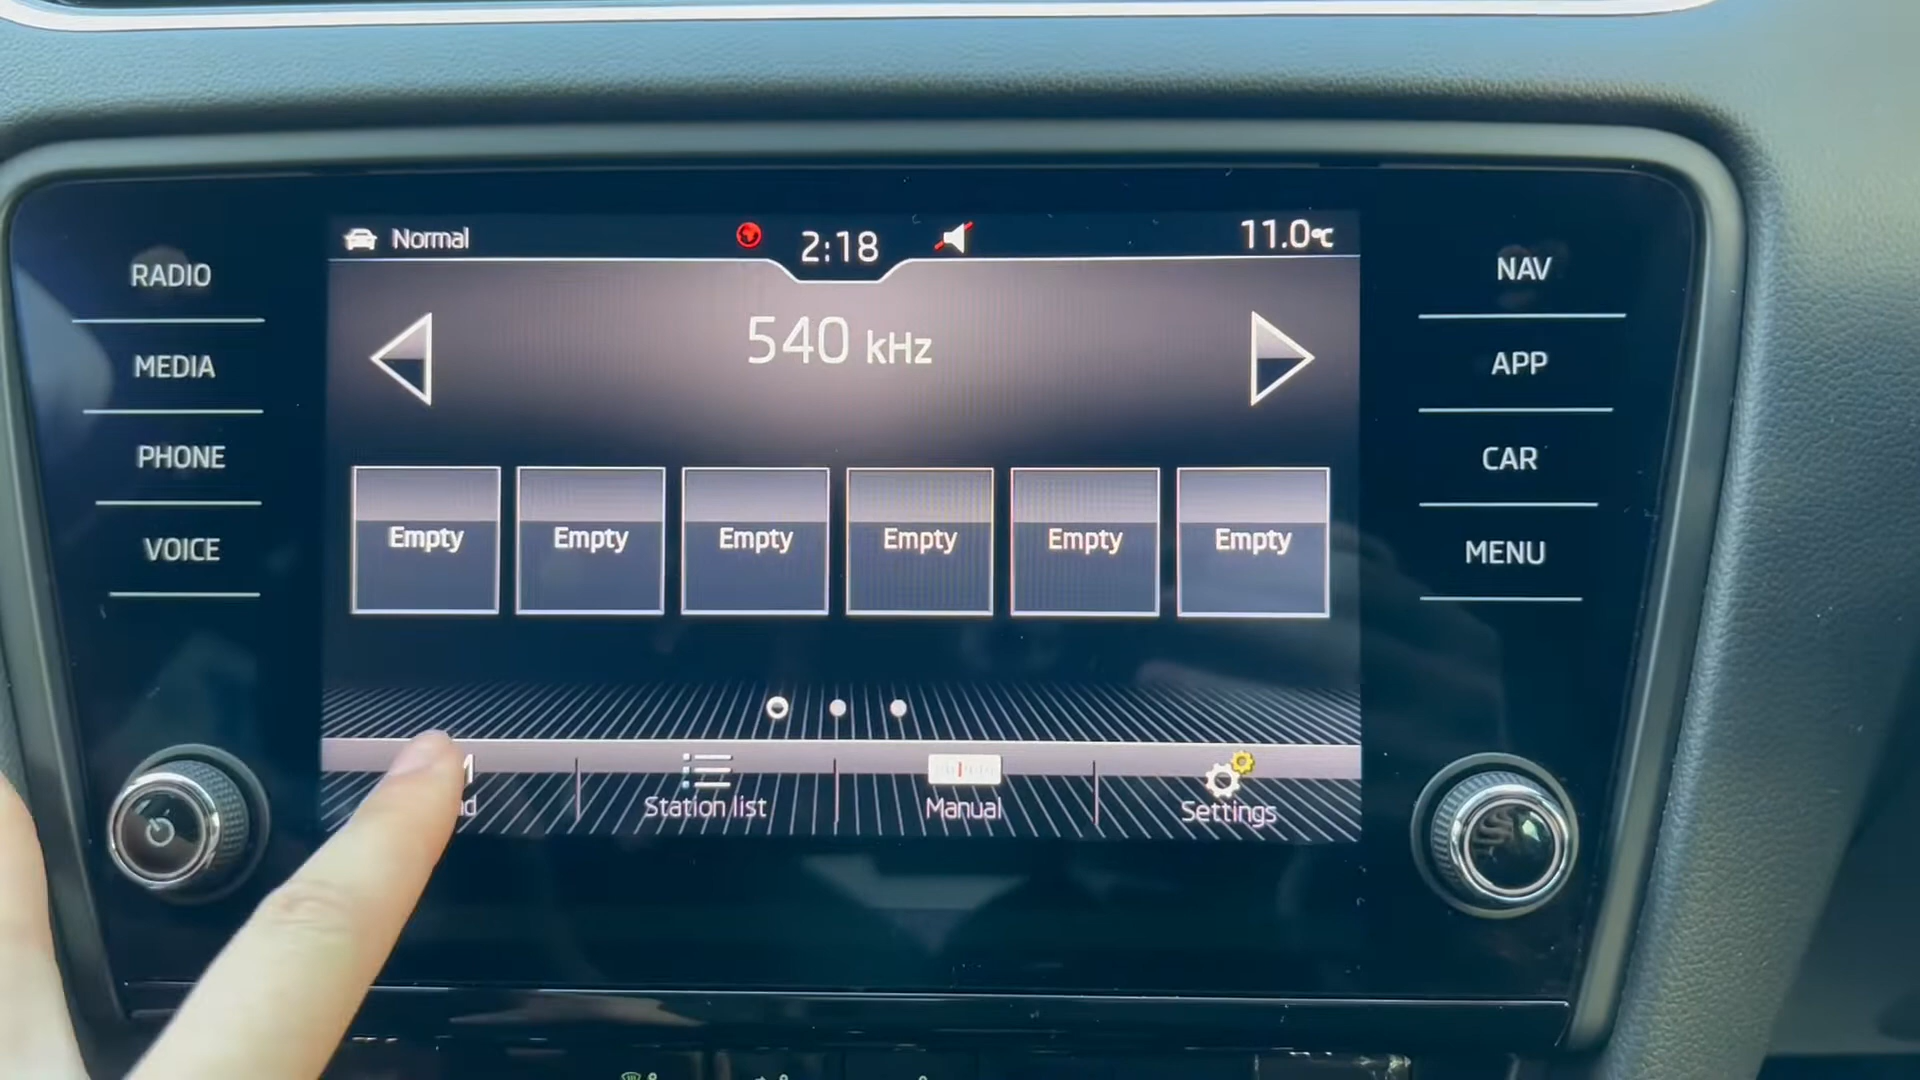 Normal
2:18
11.0°C
RADIO
MEDIA
PHONE
VOICE
540 kHz
Empty
Empty
Empty
Empty
Empty
Empty
Station list
Manual
Settings
NAV
APP
CAR
MENU